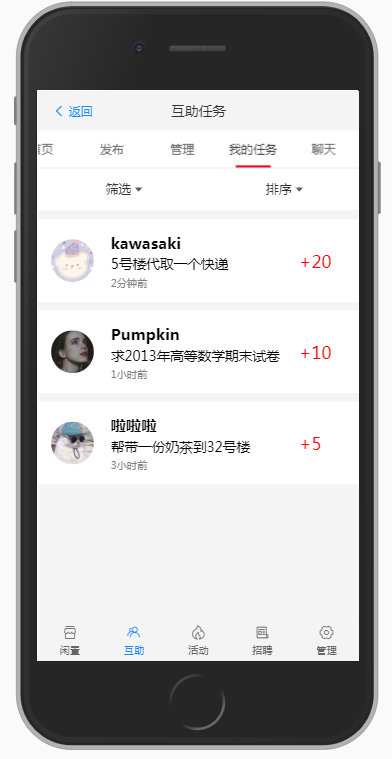 返回
互助任务
首页 发布 管理 我的任务 聊天
筛选 排序
kawasaki
5号楼代取一个快递
+20
2分钟前
Pumpkin
求2013年高等数学期末试卷
+10
1小时前
啦啦啦
帮带一份奶茶到32号楼
+5
3小时前
闲置 互助 活动 招聘 管理